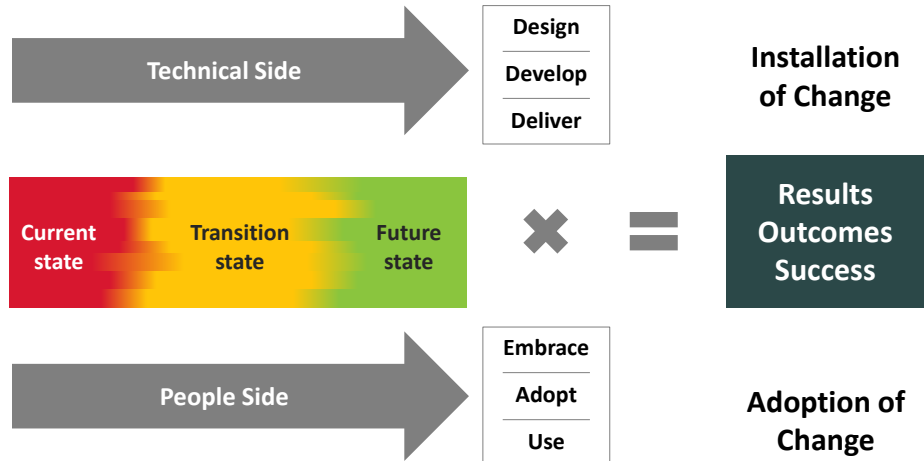 Technical Side
Design
Develop
Deliver
Installation
of Change
Current
state
Transition
state
Future
state
Results
Outcomes
Success
People Side
Embrace
Adopt
Use
Adoption of
Change